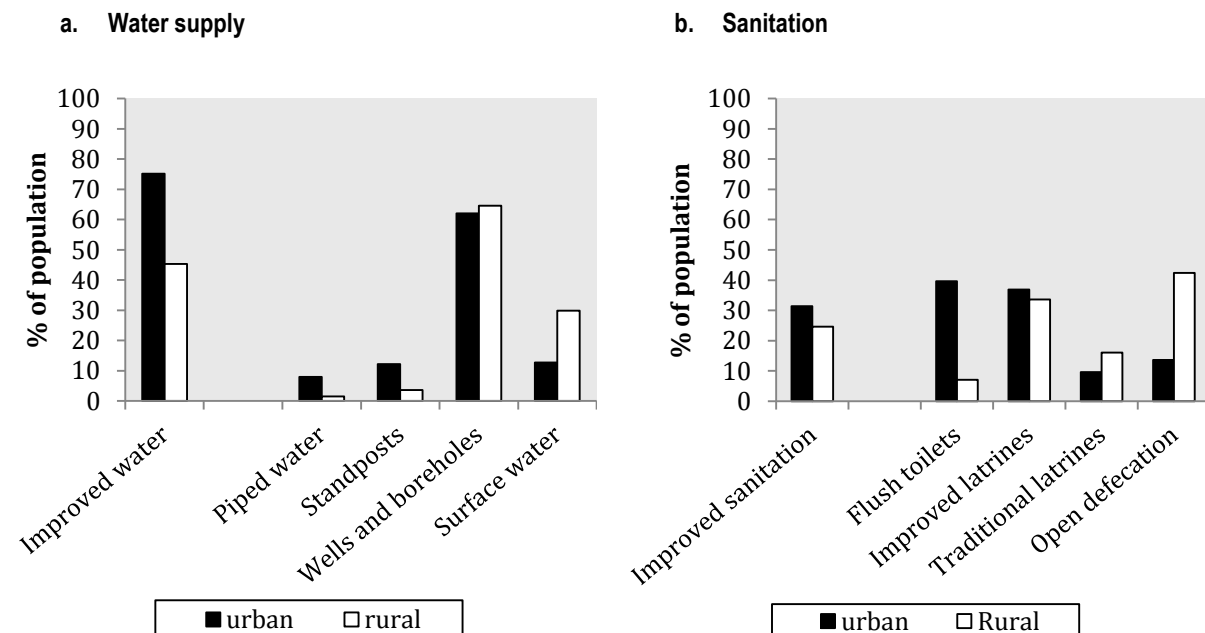 a. Water supply
% of population
100
90
80
70
60
50
40
30
20
10
0
Improved water
Piped water
Standposts
Wells and boreholes
Surface water
urban rural
b. Sanitation
% of population
100
90
80
70
60
50
40
30
20
10
0
Improved sanitation
Flush toilets
Improved latrines
Traditional latrines
Open defecation
urban Rural